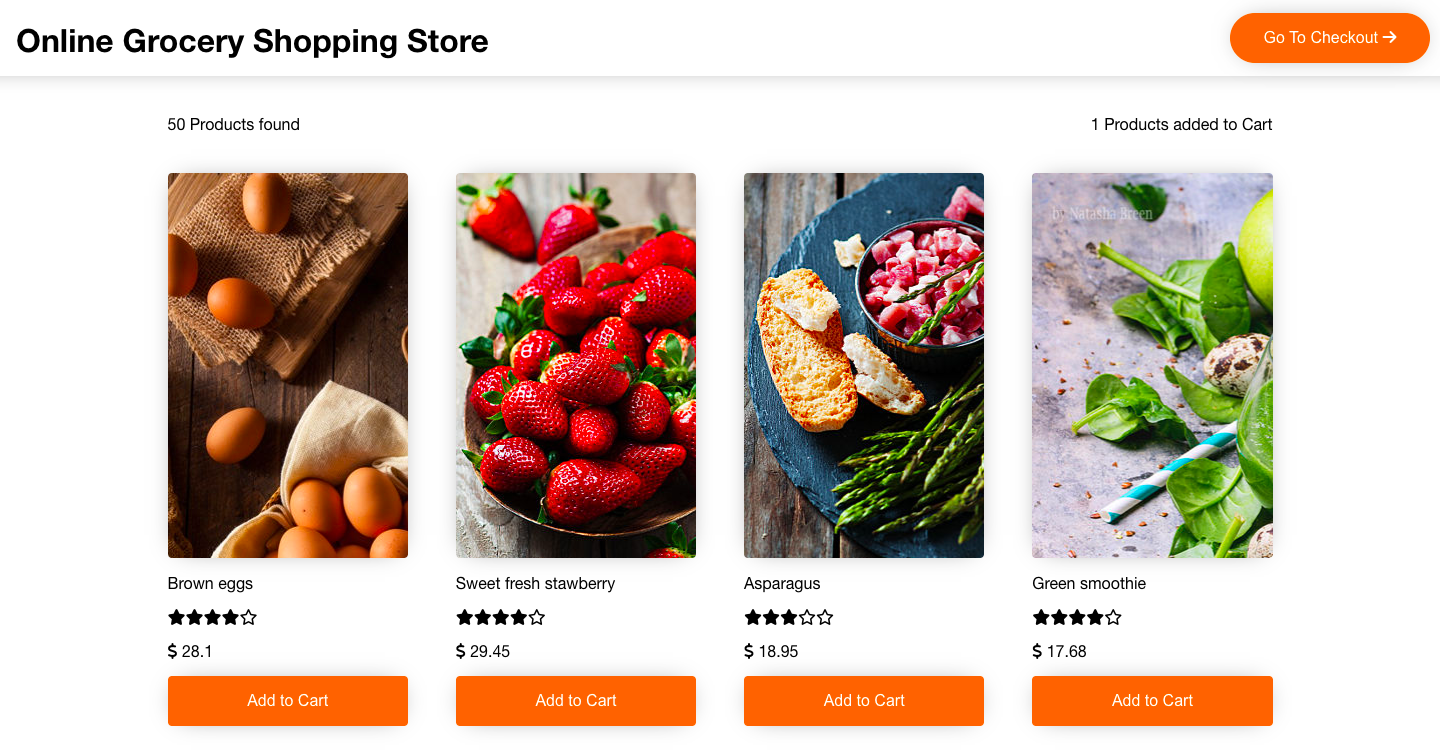 Online Grocery Shopping Store
Go To Checkout →
50 Products found
1 Products added to Cart
by Natasha Breen
Brown eggs
Sweet fresh stawberry
Asparagus
Green smoothie
$ 28.1
$ 29.45
$ 18.95
$ 17.68
Add to Cart
Add to Cart
Add to Cart
Add to Cart